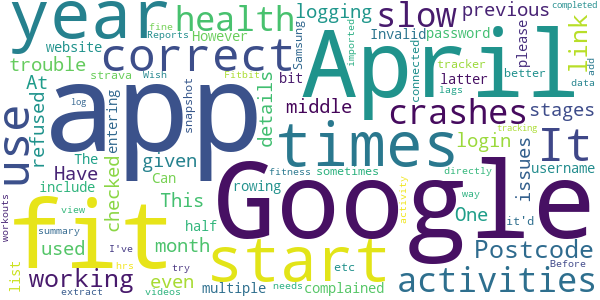 year health logging slow previous completed
fine Reports However website Samsung Invalid password please link
trouble strava Wish Fitbit bit tracker connected imported better data add
correct app April
At refused log entering snapshot details middle latter lags
crashes stages
use The given times It
Have checked Can fitness sometimes login issues username
include This rowing directly
fit Google One way it'd
workouts view used month half activity tracking Postcode
summary I've start Before
list working even try etc
hrs multiple needs complained activities
extract videos